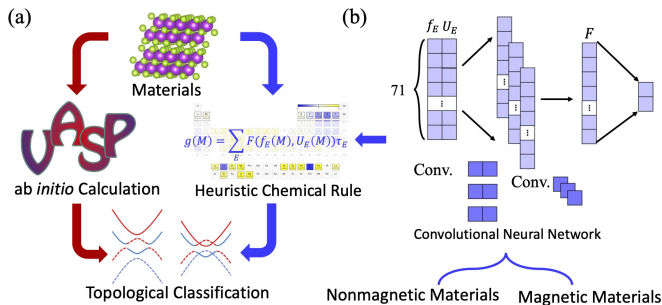 (a)
Materials
VASP
g(M) = ∑ F(f_E(M), U_E(M))τ_E
E
ab initio Calculation
Heuristic Chemical Rule
Topological Classification
(b)
f_E U_E
F
71
...
...
...
Conv.
Conv.
Convolutional Neural Network
Nonmagnetic Materials
Magnetic Materials